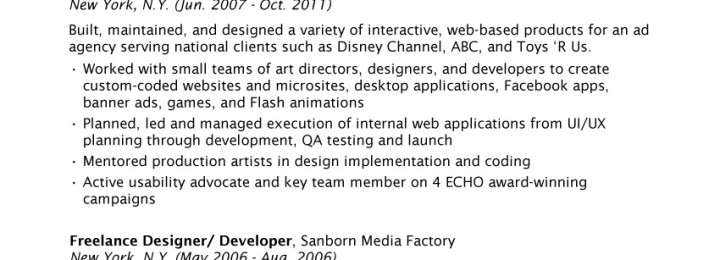 New York, N.Y. (Jun. 2007 - Oct. 2011)
Built, maintained, and designed a variety of interactive, web-based products for an ad
agency serving national clients such as Disney Channel, ABC, and Toys ‘R Us.
· Worked with small teams of art directors, designers, and developers to create
custom-coded websites and microsites, desktop applications, Facebook apps,
banner ads, games, and Flash animations
· Planned, led and managed execution of internal web applications from UI/UX
planning through development, QA testing and launch
· Mentored production artists in design implementation and coding
· Active usability advocate and key team member on 4 ECHO award-winning
campaigns
Freelance Designer/ Developer, Sanborn Media Factory
New York, N.Y. (May 2006 - Aug. 2006)